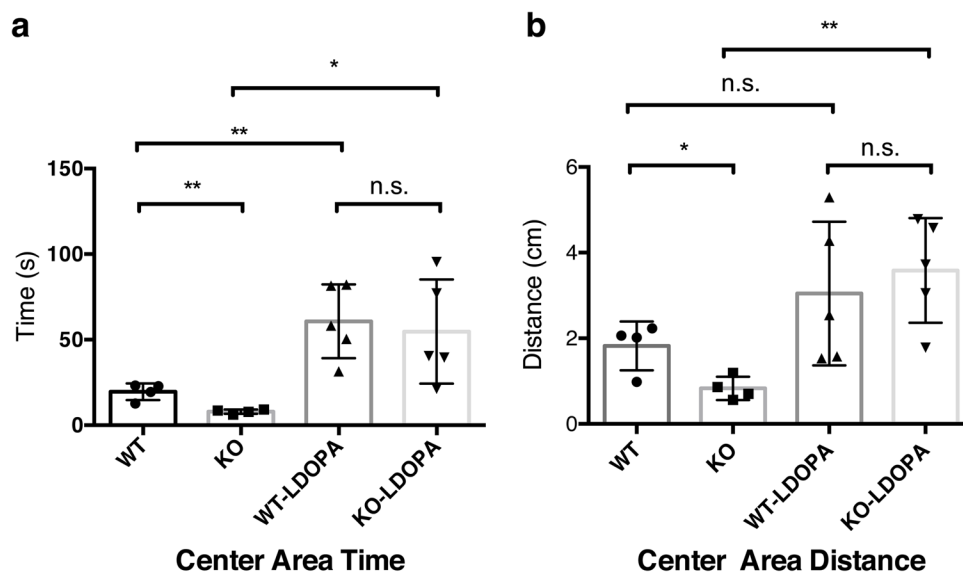 a
*
**
**
n.s.
150
100
50
0
Time (s)
WT
KO
WT-LDOPA
KO-LDOPA
Center Area Time
b
**
n.s.
*
n.s.
6
4
2
0
Distance (cm)
WT
KO
WT-LDOPA
KO-LDOPA
Center Area Distance